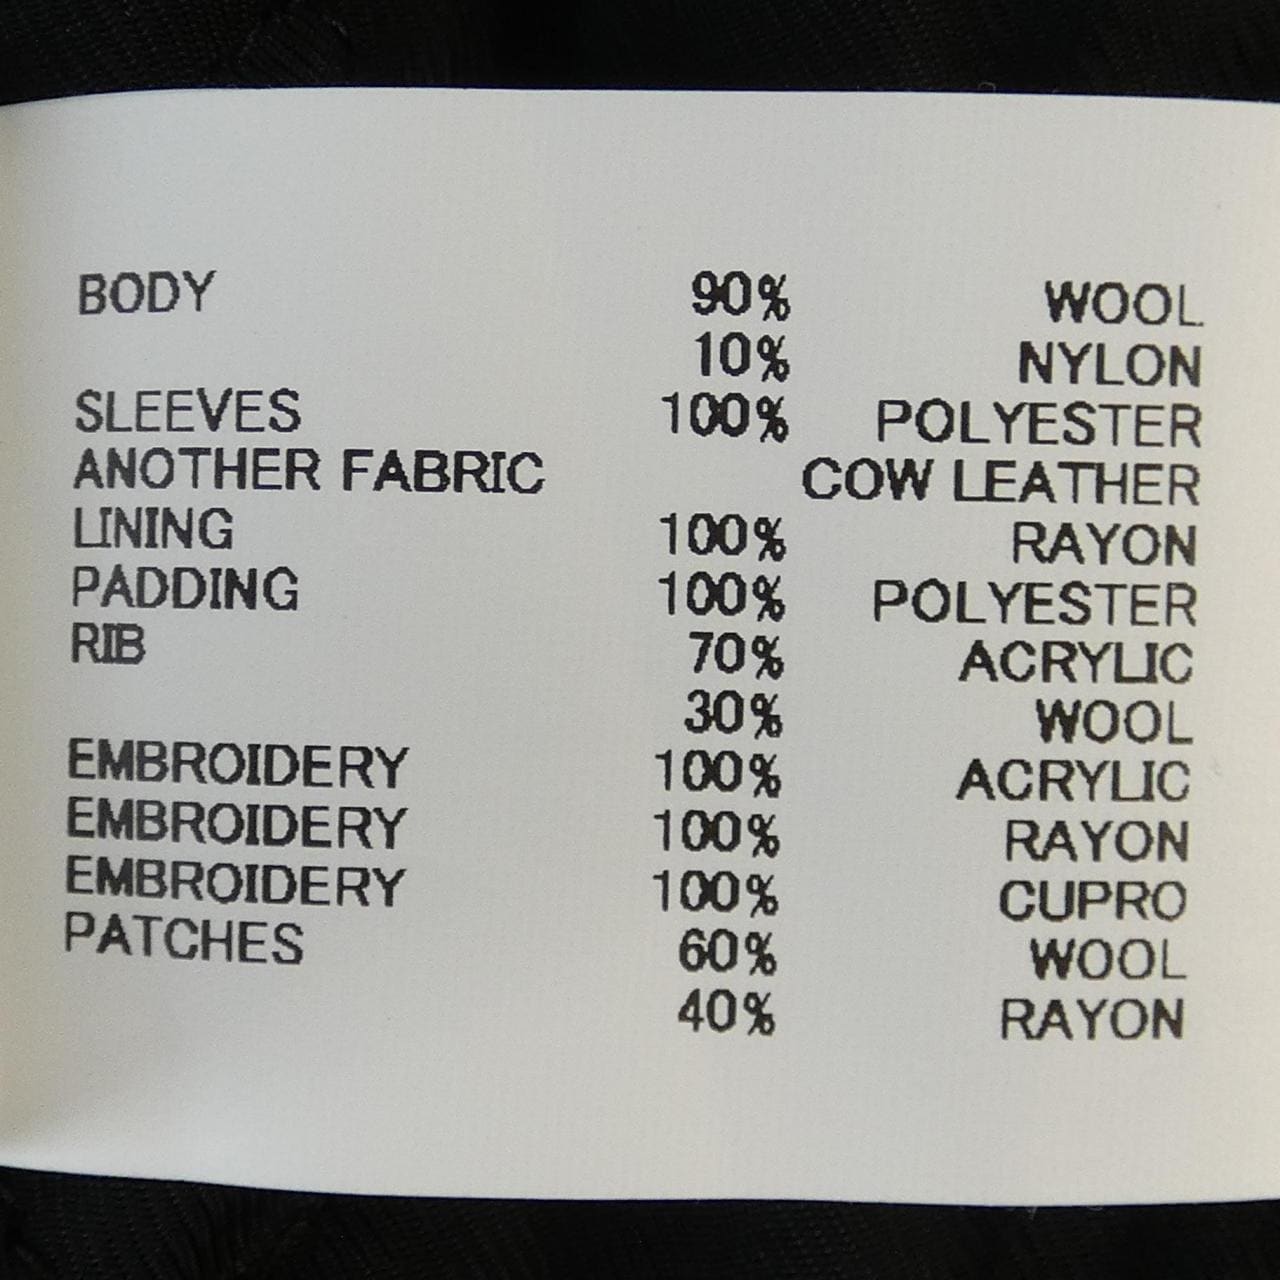 BODY 90% WOOL
10% NYLON
SLEEVES 100% POLYESTER
ANOTHER FABRIC COW LEATHER
LINING 100% RAYON
PADDING 100% POLYESTER
RIB 70% ACRYLIC
30% WOOL
EMBROIDERY 100% ACRYLIC
EMBROIDERY 100% RAYON
EMBROIDERY 100% CUPRO
PATCHES 60% WOOL
40% RAYON